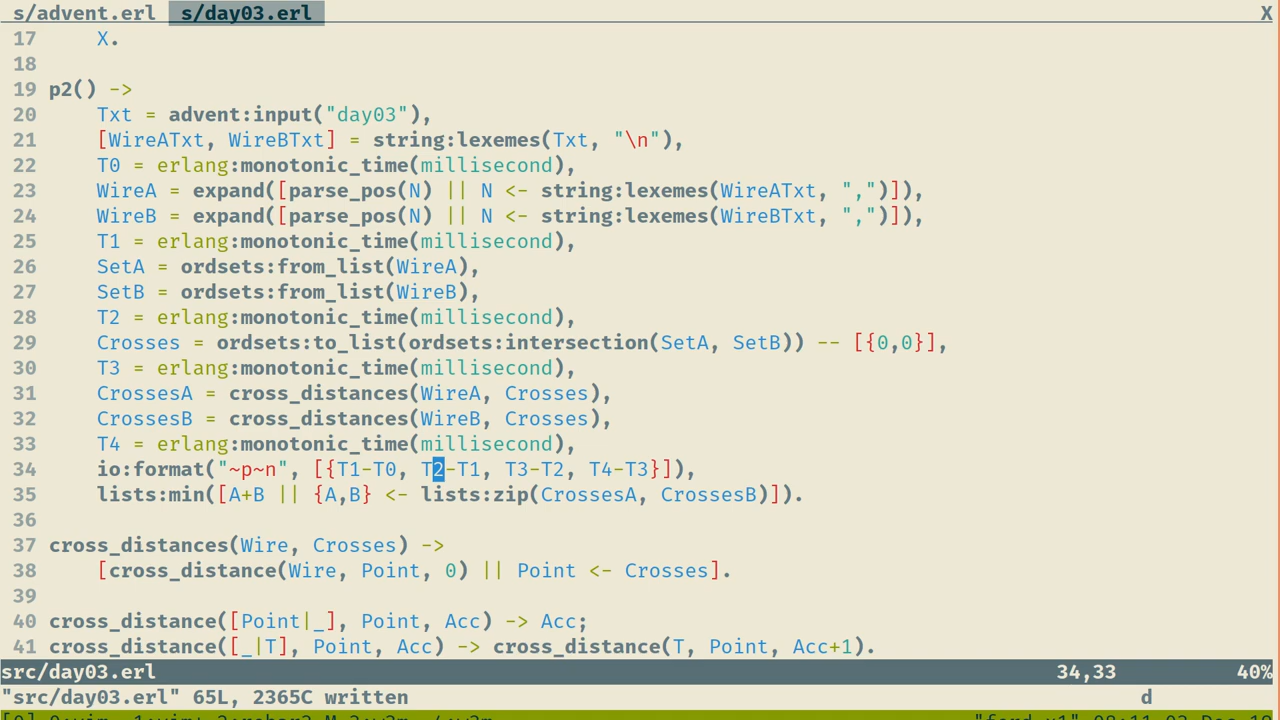 s/advent.erl s/day03.erl X
17 X.
18
19 p2() ->
20 Txt = advent:input("day03"),
21 [WireATxt, WireBTxt] = string:lexemes(Txt, "\n"),
22 T0 = erlang:monotonic_time(millisecond),
23 WireA = expand([parse_pos(N) || N <- string:lexemes(WireATxt, ",")]),
24 WireB = expand([parse_pos(N) || N <- string:lexemes(WireBTxt, ",")]),
25 T1 = erlang:monotonic_time(millisecond),
26 SetA = ordsets:from_list(WireA),
27 SetB = ordsets:from_list(WireB),
28 T2 = erlang:monotonic_time(millisecond),
29 Crosses = ordsets:to_list(ordsets:intersection(SetA, SetB)) -- [{0,0}],
30 T3 = erlang:monotonic_time(millisecond),
31 CrossesA = cross_distances(WireA, Crosses),
32 CrossesB = cross_distances(WireB, Crosses),
33 T4 = erlang:monotonic_time(millisecond),
34 io:format("~p~n", [{T1-T0, T2-T1, T3-T2, T4-T3}]),
35 lists:min([A+B || {A,B} <- lists:zip(CrossesA, CrossesB)]).
36
37 cross_distances(Wire, Crosses) ->
38 [cross_distance(Wire, Point, 0) || Point <- Crosses].
39
40 cross_distance([Point|_], Point, Acc) -> Acc;
41 cross_distance([_|T], Point, Acc) -> cross_distance(T, Point, Acc+1).
src/day03.erl 34,33 40%
"src/day03.erl" 65L, 2365C written d